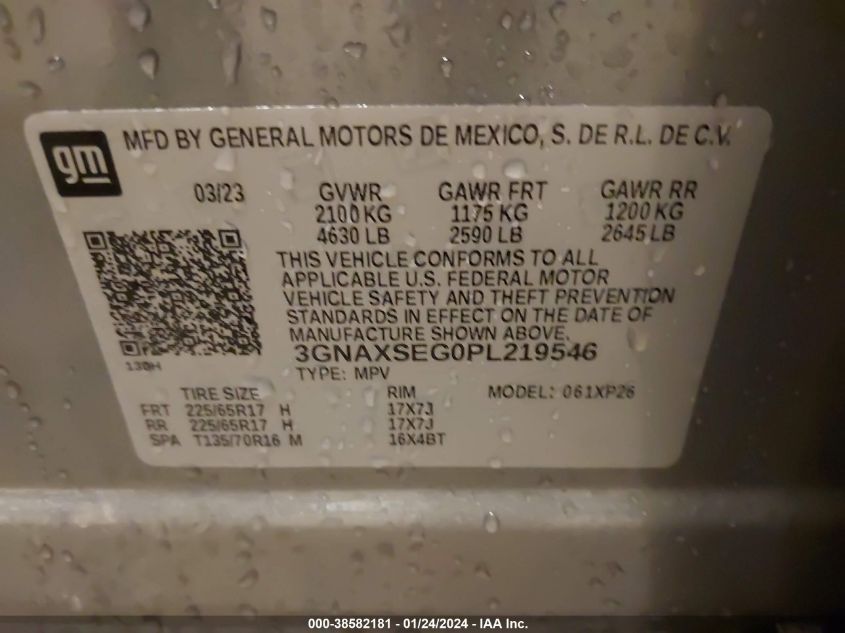 gm
MFD BY GENERAL MOTORS DE MEXICO, S. DE R.L. DE C.V.
03/23 GVWR GAWR FRT GAWR RR
2100 KG 1175 KG 1200 KG
4630 LB 2590 LB 2645 LB
THIS VEHICLE CONFORMS TO ALL
APPLICABLE U.S. FEDERAL MOTOR
VEHICLE SAFETY AND THEFT PREVENTION
STANDARDS IN EFFECT ON THE DATE OF
MANUFACTURE SHOWN ABOVE.
3GNAXSEG0PL219546
130H
TYPE: MPV
TIRE SIZE RIM MODEL: 061XP26
FRT 225/65R17 H 17X7J
RR 225/65R17 H 17X7J
SPA T135/70R16 M 16X4BT
000-38582181 - 01/24/2024 - IAA Inc.